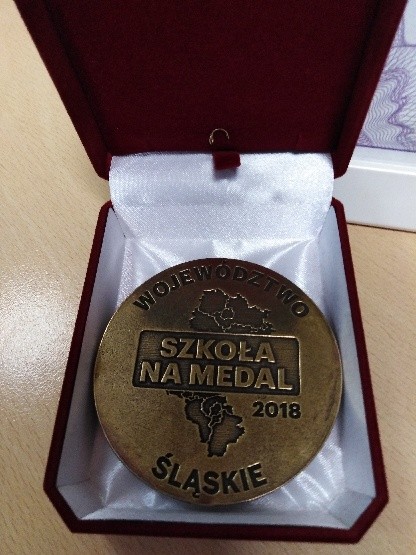 WOJEWÓDZTWO
SZKOŁA
NA MEDAL
2018
ŚLĄSKIE